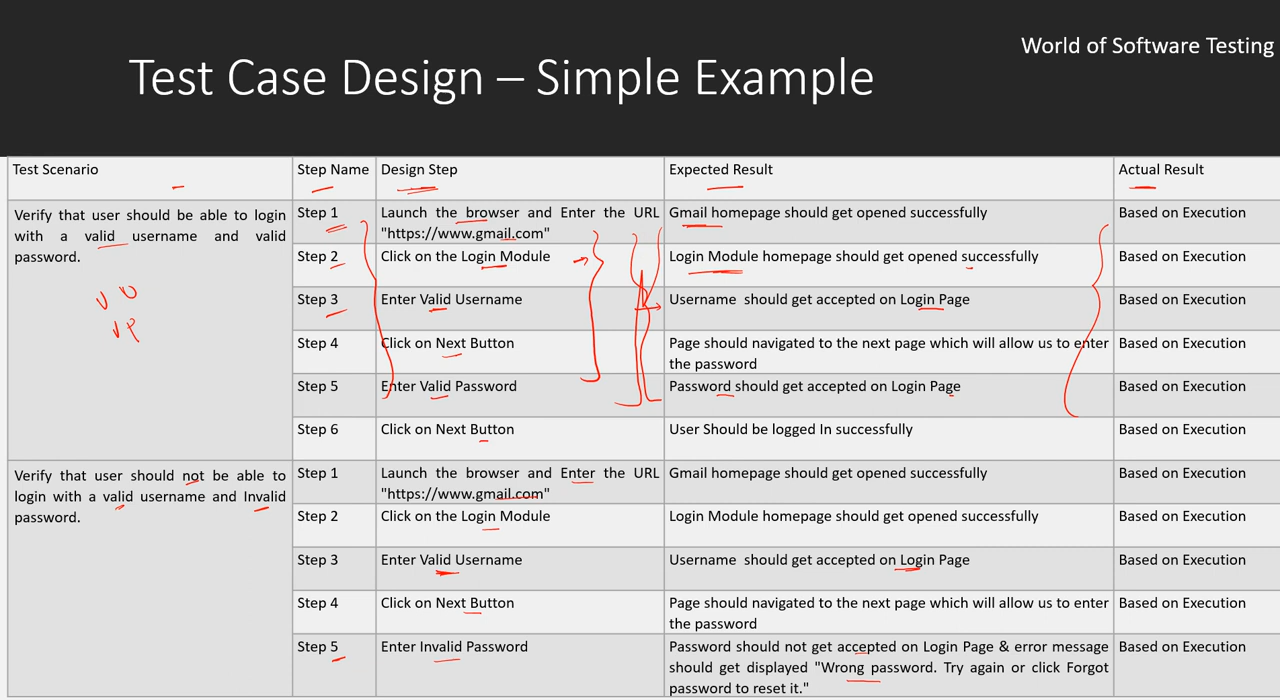 World of Software Testing
Test Case Design – Simple Example
Test Scenario
Step Name
Design Step
Expected Result
Actual Result
Verify that user should be able to login
with a valid username and valid
password.
V U
V P
Step 1
Launch the browser and Enter the URL
"https://www.gmail.com"
Gmail homepage should get opened successfully
Based on Execution
Step 2
Click on the Login Module
Login Module homepage should get opened successfully
Based on Execution
Step 3
Enter Valid Username
Username should get accepted on Login Page
Based on Execution
Step 4
Click on Next Button
Page should navigated to the next page which will allow us to enter
the password
Based on Execution
Step 5
Enter Valid Password
Password should get accepted on Login Page
Based on Execution
Step 6
Click on Next Button
User Should be logged In successfully
Based on Execution
Verify that user should not be able to
login with a valid username and Invalid
password.
Step 1
Launch the browser and Enter the URL
"https://www.gmail.com"
Gmail homepage should get opened successfully
Based on Execution
Step 2
Click on the Login Module
Login Module homepage should get opened successfully
Based on Execution
Step 3
Enter Valid Username
Username should get accepted on Login Page
Based on Execution
Step 4
Click on Next Button
Page should navigated to the next page which will allow us to enter
the password
Based on Execution
Step 5
Enter Invalid Password
Password should not get accepted on Login Page & error message
should get displayed "Wrong password. Try again or click Forgot
password to reset it."
Based on Execution